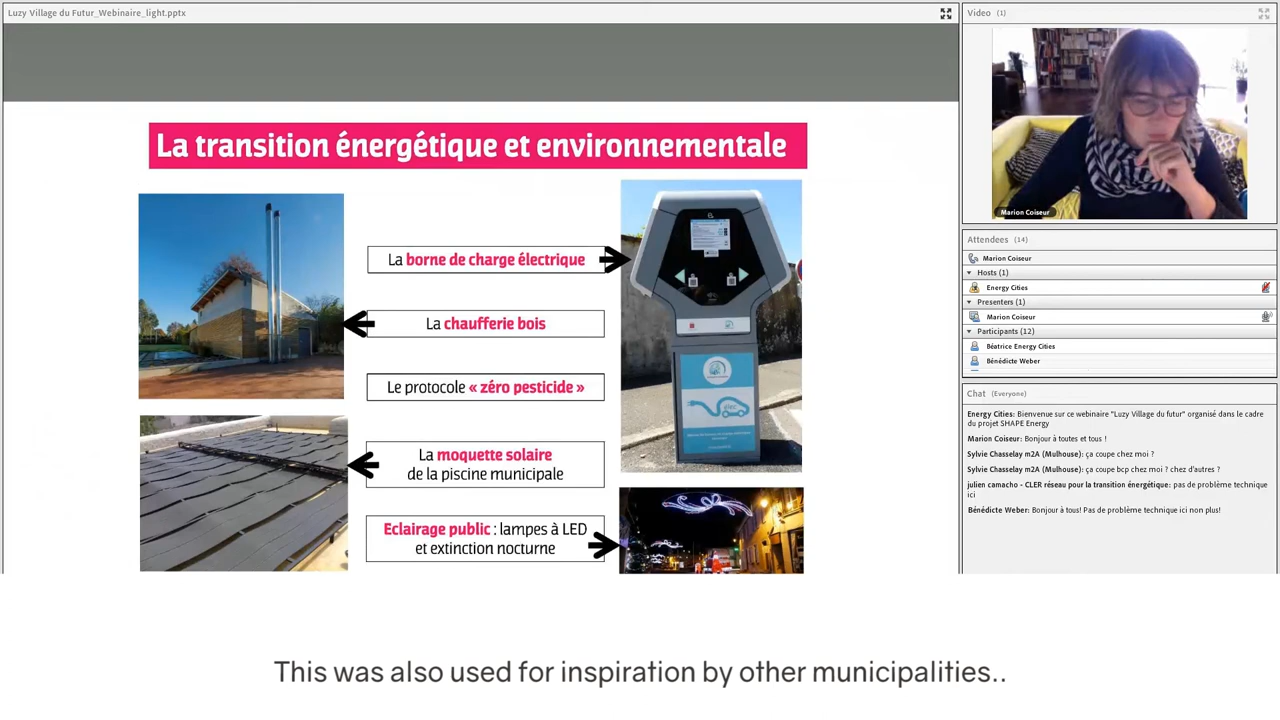 Luzy Village du Futur_Webinaire_light.pptx
La transition énergétique et environnementale
La borne de charge électrique
La chaufferie bois
Le protocole « zéro pesticide »
La moquette solaire
de la piscine municipale
Eclairage public : lampes à LED
et extinction nocturne
élec
Video (1)
Marion Coiseur
Attendees (14)
Marion Coiseur
Hosts (1)
Energy Cities
Presenters (1)
Marion Coiseur
Participants (12)
Béatrice Energy Cities
Bénédicte Weber
Chat (Everyone)
Energy Cities: Bienvenue sur ce webinaire "Luzy Village du futur" organisé dans le cadre
du projet SHAPE Energy
Marion Coiseur: Bonjour à toutes et tous !
Sylvie Chasselay m2A (Mulhouse): ça coupe chez moi ?
Sylvie Chasselay m2A (Mulhouse): ça coupe bcp chez moi ? chez d'autres ?
julien camacho - CLER réseau pour la transition énergétique: pas de problème technique
ici
Bénédicte Weber: Bonjour à tous! Pas de problème technique ici non plus!
This was also used for inspiration by other municipalities..